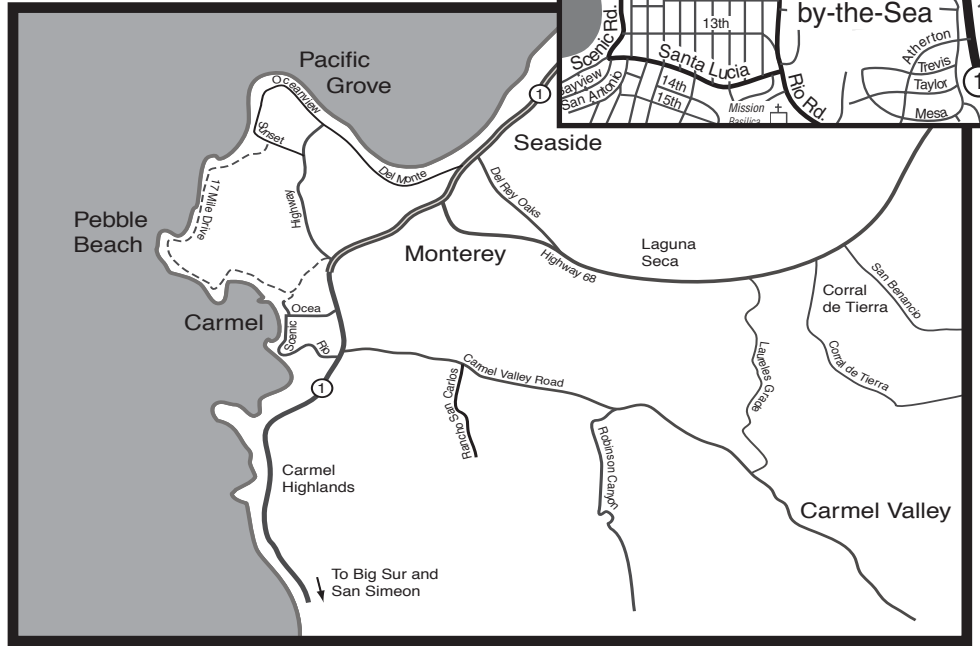 by-the-Sea
13th
Scenic Rd.
Santa Lucia
14th
15th
San Antonio
Mission
Rio Rd.
Atherton
Trevis
Taylor
Mesa
1
Pacific
Grove
Oceanview
Sunset
17 Mile Drive
Highway
Del Monte
1
Seaside
Del Rey Oaks
Pebble
Beach
Monterey
Highway 68
Laguna
Seca
Corral
de Tierra
San Benancio
Corral de Tierra
Carmel
Ocea
Scenic
Rio
1
Carmel Valley Road
Rancho San Carlos
Laureles Grade
Robinson Canyon
Carmel
Highlands
Carmel Valley
To Big Sur and
San Simeon